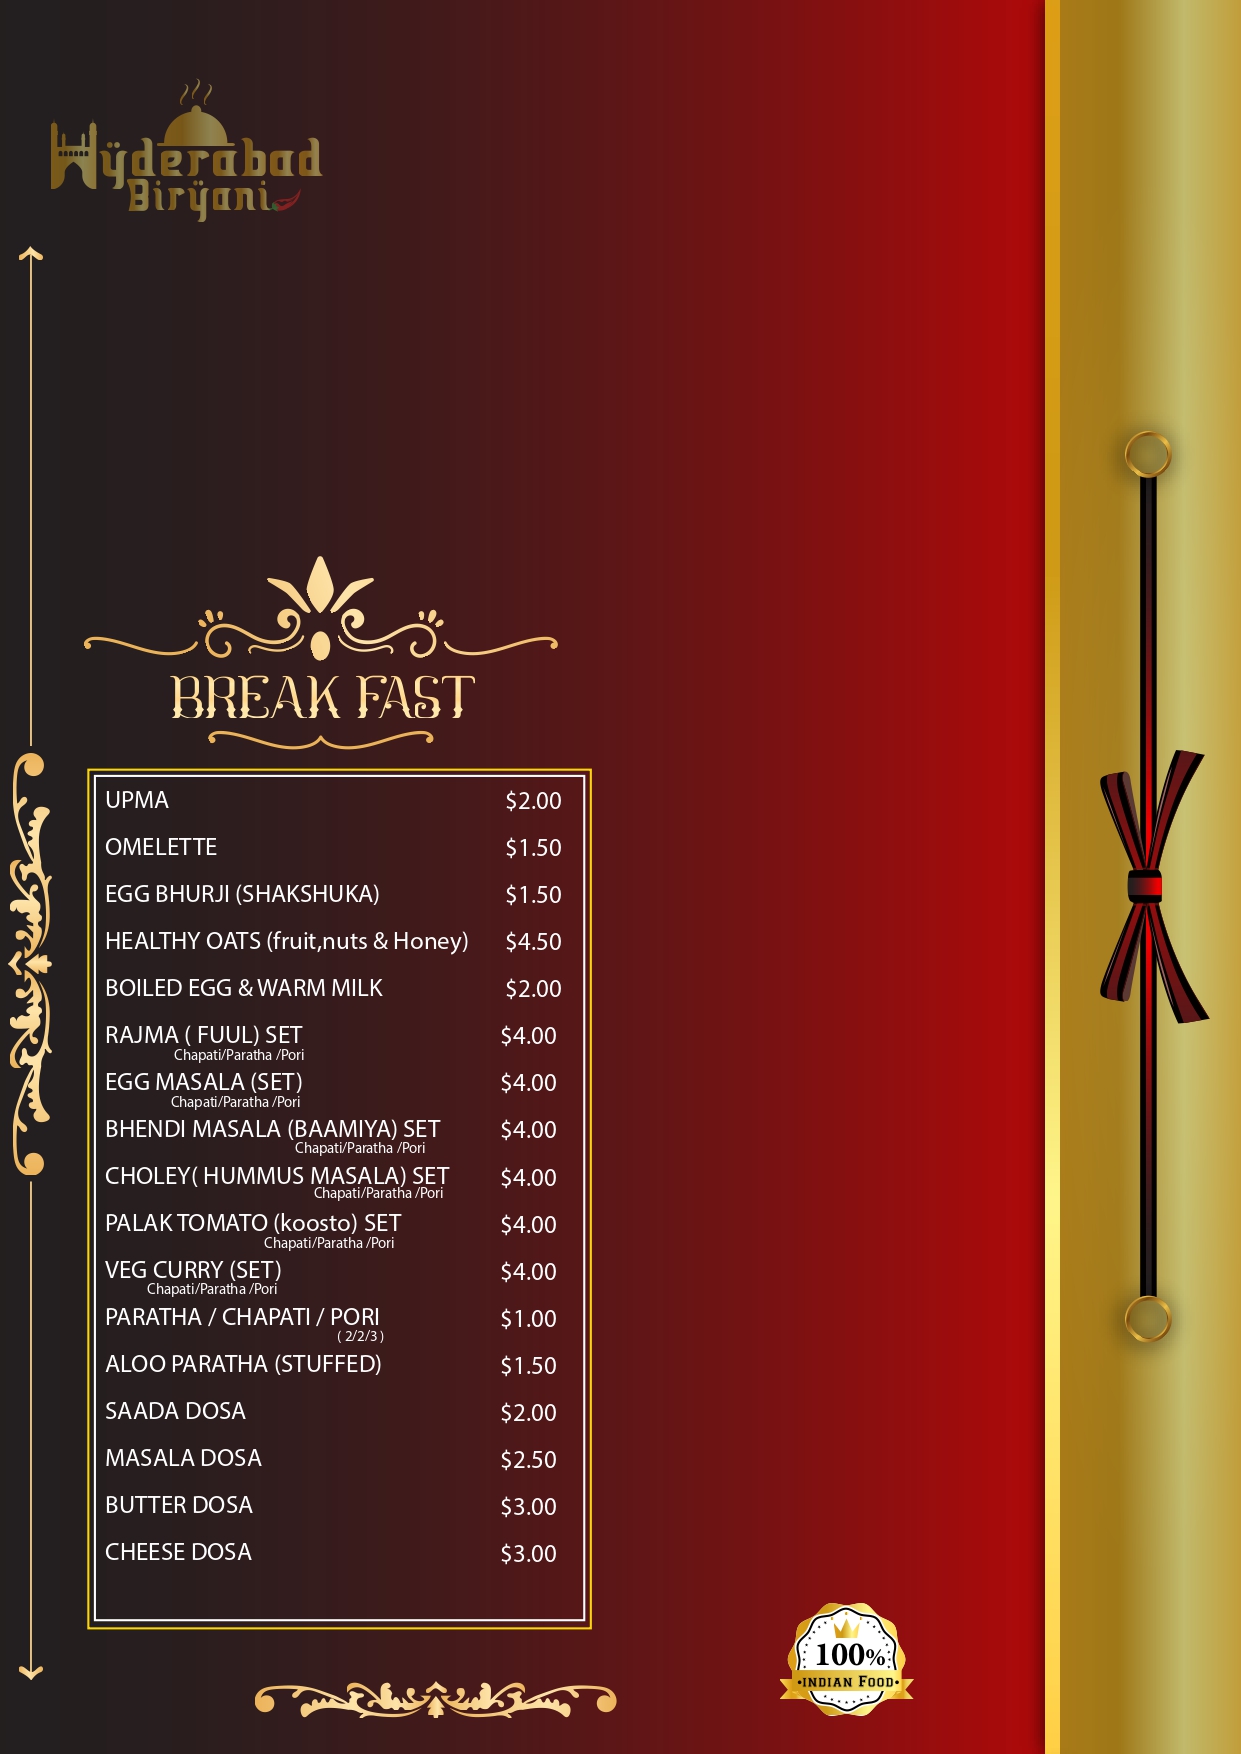 Hÿderabad
Birÿani
BREAK FAST
UPMA $2.00
OMELETTE $1.50
EGG BHURJI (SHAKSHUKA) $1.50
HEALTHY OATS (fruit,nuts & Honey) $4.50
BOILED EGG & WARM MILK $2.00
RAJMA ( FUUL) SET $4.00
Chapati/Paratha /Pori
EGG MASALA (SET) $4.00
Chapati/Paratha /Pori
BHENDI MASALA (BAAMIYA) SET $4.00
Chapati/Paratha /Pori
CHOLEY( HUMMUS MASALA) SET $4.00
Chapati/Paratha /Pori
PALAK TOMATO (koosto) SET $4.00
Chapati/Paratha /Pori
VEG CURRY (SET) $4.00
Chapati/Paratha /Pori
PARATHA / CHAPATI / PORI $1.00
( 2/2/3 )
ALOO PARATHA (STUFFED) $1.50
SAADA DOSA $2.00
MASALA DOSA $2.50
BUTTER DOSA $3.00
CHEESE DOSA $3.00
100%
•INDIAN FOOD•